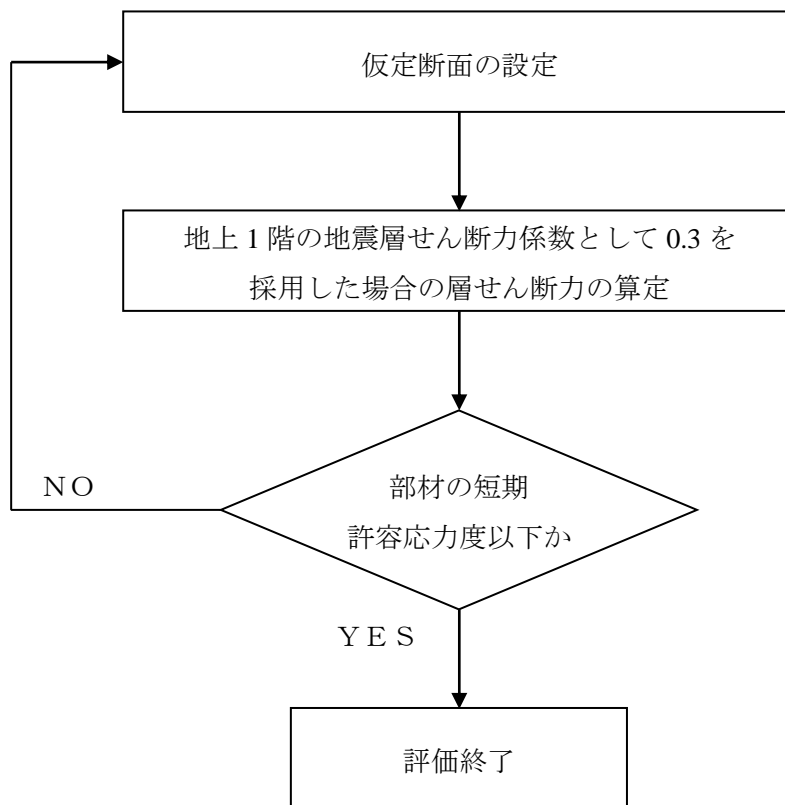 仮定断面の設定
地上 1 階の地震層せん断力係数として 0.3 を
採用した場合の層せん断力の算定
部材の短期
許容応力度以下か
ＮＯ
ＹＥＳ
評価終了